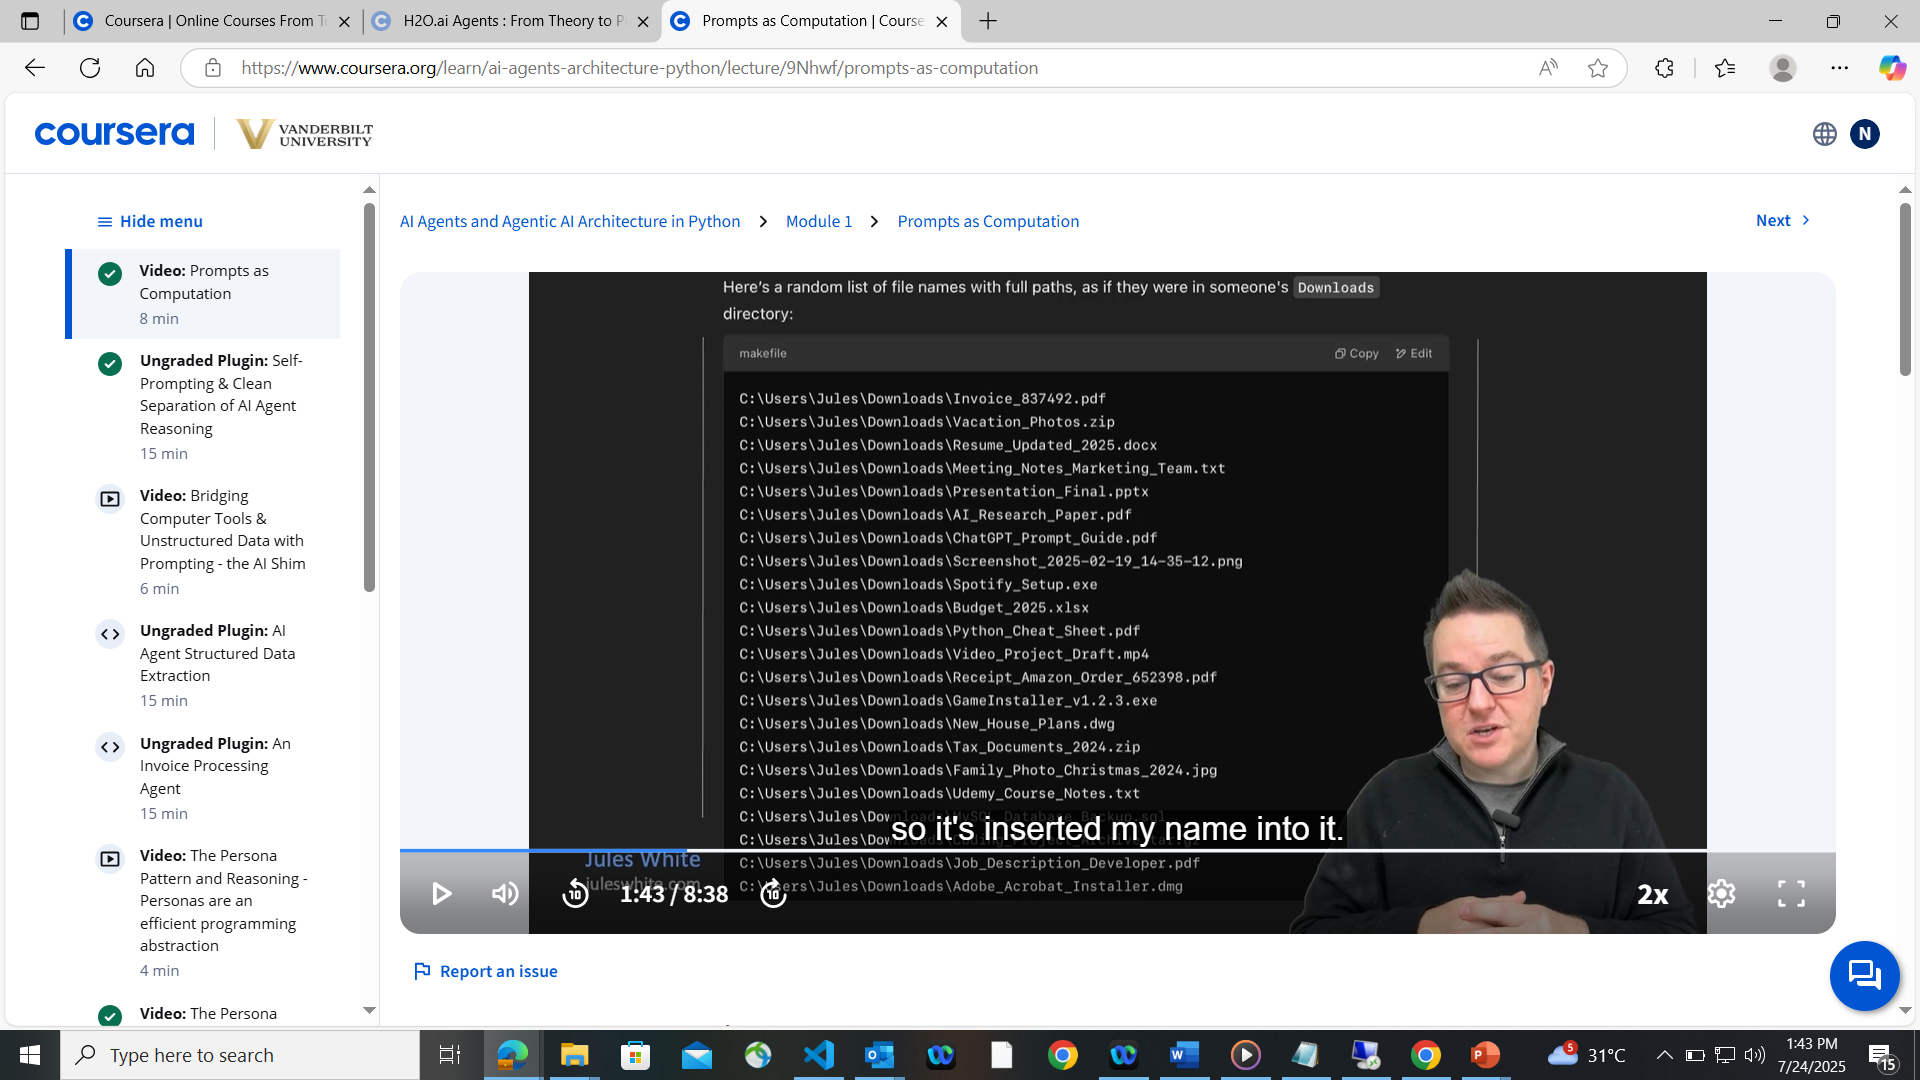 Coursera | Online Courses From T
H2O.ai Agents : From Theory to P
Prompts as Computation | Course
https://www.coursera.org/learn/ai-agents-architecture-python/lecture/9Nhwf/prompts-as-computation
coursera
VANDERBILT
UNIVERSITY
N
Hide menu
Video: Prompts as
Computation
8 min
Ungraded Plugin: Self-
Prompting & Clean
Separation of AI Agent
Reasoning
15 min
Video: Bridging
Computer Tools &
Unstructured Data with
Prompting - the AI Shim
6 min
Ungraded Plugin: AI
Agent Structured Data
Extraction
15 min
Ungraded Plugin: An
Invoice Processing
Agent
15 min
Video: The Persona
Pattern and Reasoning -
Personas are an
efficient programming
abstraction
4 min
Video: The Persona
AI Agents and Agentic AI Architecture in Python
Module 1
Prompts as Computation
Next
Here's a random list of file names with full paths, as if they were in someone's Downloads
directory:
makefile
Copy
Edit
C:\Users\Jules\Downloads\Invoice_837492.pdf
C:\Users\Jules\Downloads\Vacation_Photos.zip
C:\Users\Jules\Downloads\Resume_Updated_2025.docx
C:\Users\Jules\Downloads\Meeting_Notes_Marketing_Team.txt
C:\Users\Jules\Downloads\Presentation_Final.pptx
C:\Users\Jules\Downloads\AI_Research_Paper.pdf
C:\Users\Jules\Downloads\ChatGPT_Prompt_Guide.pdf
C:\Users\Jules\Downloads\Screenshot_2025-02-19_14-35-12.png
C:\Users\Jules\Downloads\Spotify_Setup.exe
C:\Users\Jules\Downloads\Budget_2025.xlsx
C:\Users\Jules\Downloads\Python_Cheat_Sheet.pdf
C:\Users\Jules\Downloads\Video_Project_Draft.mp4
C:\Users\Jules\Downloads\Receipt_Amazon_Order_652398.pdf
C:\Users\Jules\Downloads\GameInstaller_v1.2.3.exe
C:\Users\Jules\Downloads\New_House_Plans.dwg
C:\Users\Jules\Downloads\Tax_Documents_2024.zip
C:\Users\Jules\Downloads\Family_Photo_Christmas_2024.jpg
C:\Users\Jules\Downloads\Udemy_Course_Notes.txt
C:\Users\Jules\Downloads\MySQL_Database_Backup.sql
so it's inserted my name into it.
C:\Users\Jules\Downloads\Job_Description_Developer.pdf
C:\Users\Jules\Downloads\Adobe_Acrobat_Installer.dmg
Jules White
juleswhite.com
10
1:43 / 8:38
10
2x
Report an issue
Type here to search
5
31°C
1:43 PM
7/24/2025
15